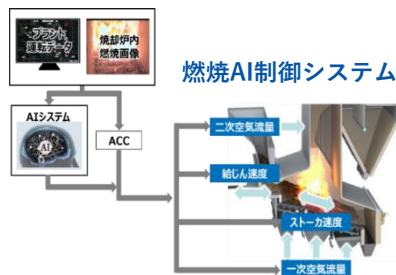 プラント
運転データ
焼却炉内
燃焼画像
燃焼AI制御システム
AIシステム
AI
ACC
二次空気流量
給じん速度
ストーカ速度
一次空気流量